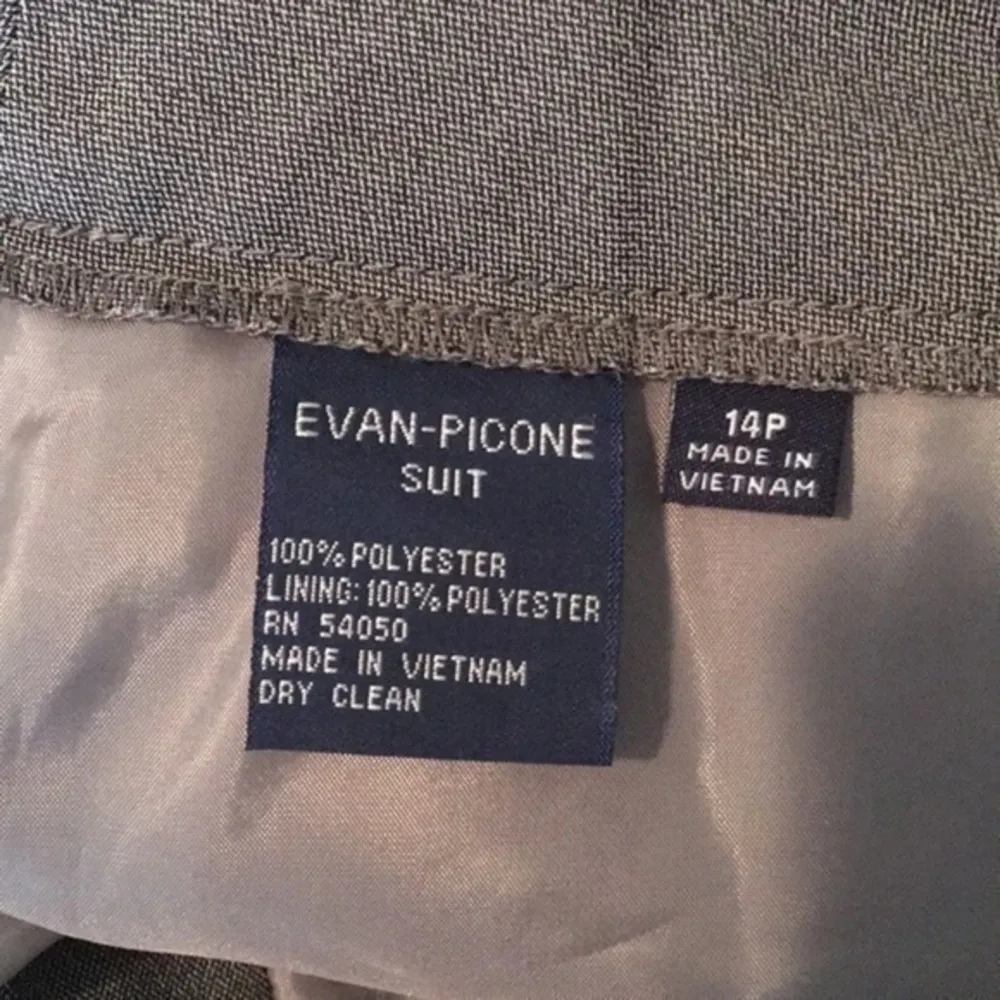 EVAN-PICONE
SUIT
100% POLYESTER
LINING: 100% POLYESTER
RN 54050
MADE IN VIETNAM
DRY CLEAN
14P
MADE IN
VIETNAM